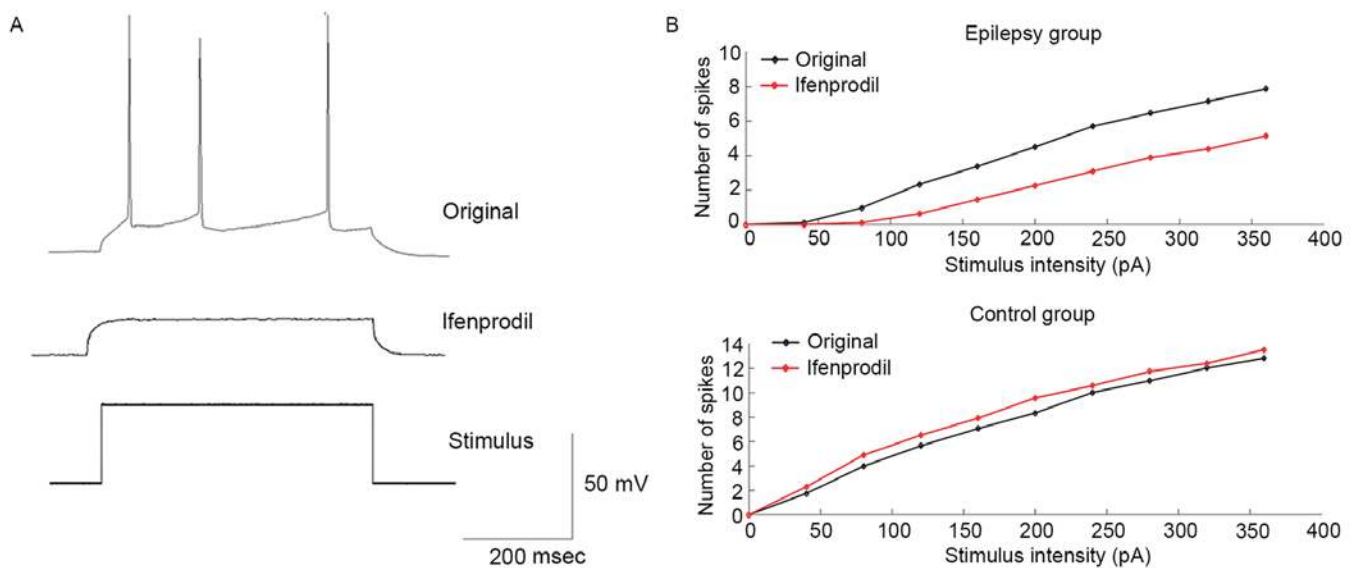 A
Original
Ifenprodil
Stimulus
50 mV
200 msec
B
Epilepsy group
Original
Ifenprodil
Number of spikes
10
8
6
4
2
0
0 50 100 150 200 250 300 350 400
Stimulus intensity (pA)
Control group
Original
Ifenprodil
Number of spikes
14
12
10
8
6
4
2
0
0 50 100 150 200 250 300 350 400
Stimulus intensity (pA)